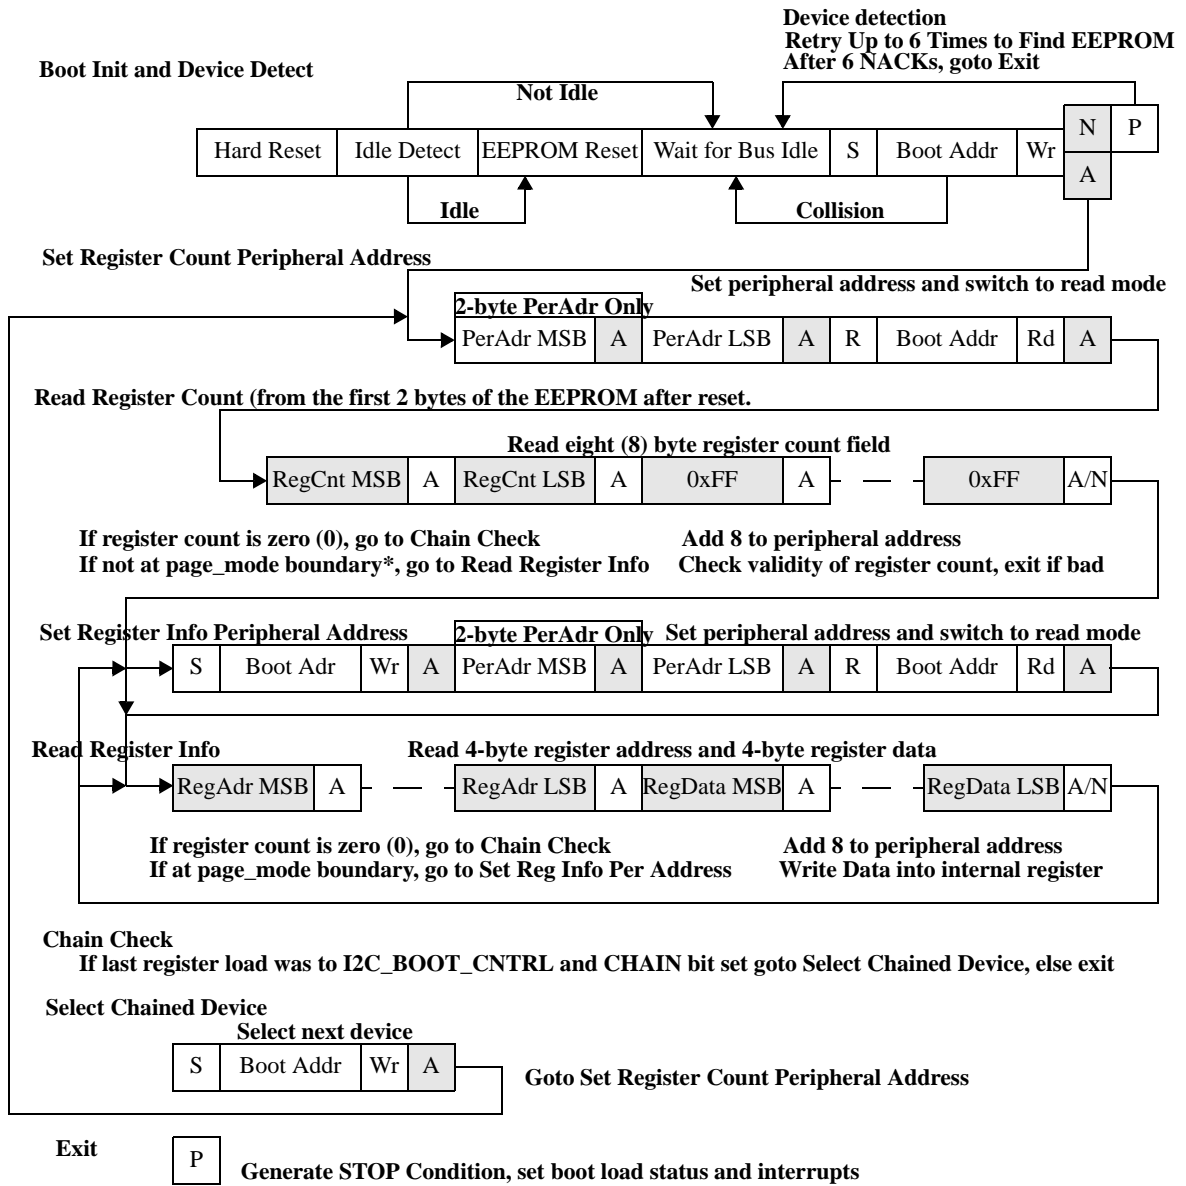 Device detection
Retry Up to 6 Times to Find EEPROM
After 6 NACKs, goto Exit
Boot Init and Device Detect
Not Idle
Hard Reset Idle Detect EEPROM Reset Wait for Bus Idle S Boot Addr Wr N P
A
Idle Collision
Set Register Count Peripheral Address
Set peripheral address and switch to read mode
2-byte PerAdr Only
PerAdr MSB A PerAdr LSB A R Boot Addr Rd A
Read Register Count (from the first 2 bytes of the EEPROM after reset.
Read eight (8) byte register count field
RegCnt MSB A RegCnt LSB A 0xFF A 0xFF A/N
If register count is zero (0), go to Chain Check Add 8 to peripheral address
If not at page_mode boundary*, go to Read Register Info Check validity of register count, exit if bad
Set Register Info Peripheral Address 2-byte PerAdr Only Set peripheral address and switch to read mode
S Boot Adr Wr A PerAdr MSB A PerAdr LSB A R Boot Addr Rd A
Read Register Info Read 4-byte register address and 4-byte register data
RegAdr MSB A RegAdr LSB A RegData MSB A RegData LSB A/N
If register count is zero (0), go to Chain Check Add 8 to peripheral address
If at page_mode boundary, go to Set Reg Info Per Address Write Data into internal register
Chain Check
If last register load was to I2C_BOOT_CNTRL and CHAIN bit set goto Select Chained Device, else exit
Select Chained Device
Select next device
S Boot Addr Wr A
Goto Set Register Count Peripheral Address
Exit P
Generate STOP Condition, set boot load status and interrupts